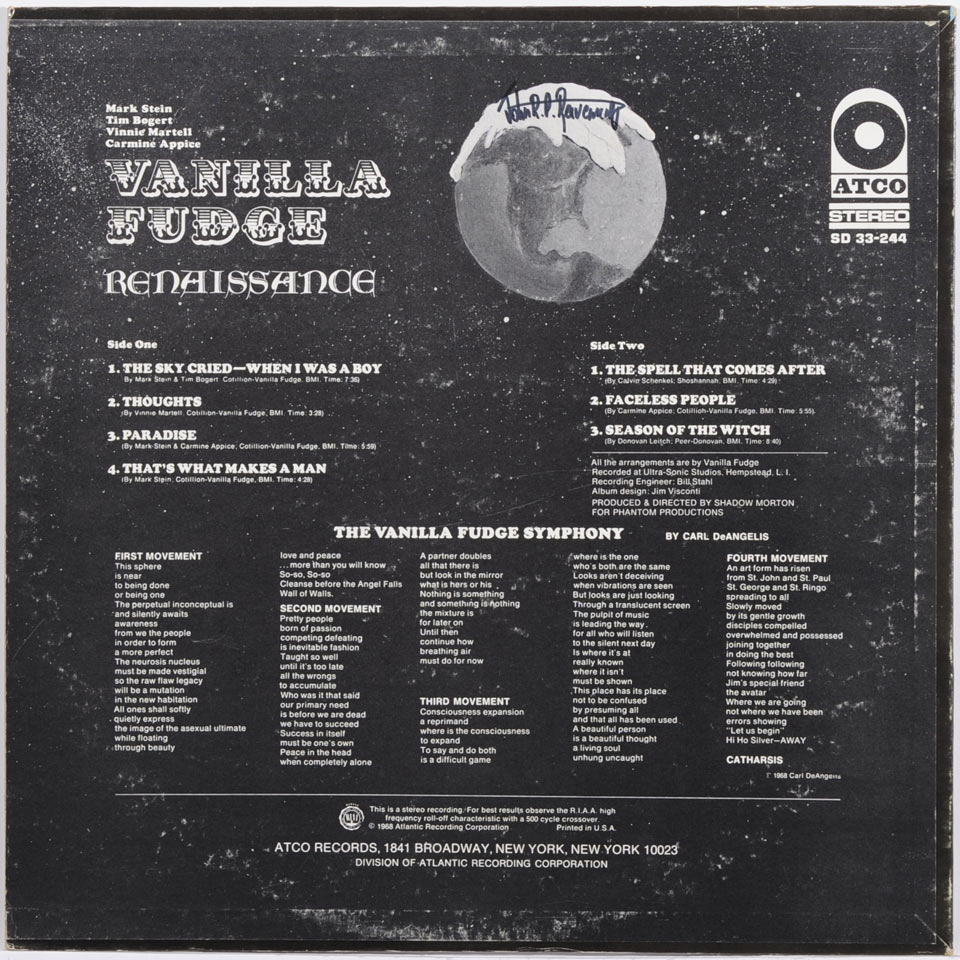 Mark Stein
Tim Bogert
Vinnie Martell
Carmine Appice
VANILLA
FUDGE
RENAISSANCE
John R.P.
ATCO
STEREO
SD 33-244
Side One
1. THE SKY CRIED—WHEN I WAS A BOY
(By Mark Stein & Tim Bogert. Cotillion-Vanilla Fudge, BMI. Time: 7:36)
2. THOUGHTS
(By Vinnie Martell. Cotillion-Vanilla Fudge, BMI. Time: 3:28)
3. PARADISE
(By Mark Stein & Carmine Appice; Cotillion-Vanilla Fudge, BMI. Time: 5:59)
4. THAT'S WHAT MAKES A MAN
(By Mark Stein. Cotillion-Vanilla Fudge, BMI. Time: 4:28)
Side Two
1. THE SPELL THAT COMES AFTER
(By Calvin Schenkel; Shoshannah, BMI. Time: 4:29)
2. FACELESS PEOPLE
(By Carmine Appice; Cotillion-Vanilla Fudge, BMI. Time: 5:55)
3. SEASON OF THE WITCH
(By Donovan Leitch; Peer-Donovan, BMI. Time: 8:40)
All the arrangements are by Vanilla Fudge
Recorded at Ultra-Sonic Studios, Hempstead, L. I.
Recording Engineer: Bill Stahl
Album design: Jim Visconti
PRODUCED & DIRECTED BY SHADOW MORTON
FOR PHANTOM PRODUCTIONS
THE VANILLA FUDGE SYMPHONY BY CARL DeANGELIS
FIRST MOVEMENT
This sphere
is near
to being done
or being one
The perpetual inconceptual is
and silently awaits
awareness
from we the people
in order to form
a more perfect
The neurosis nucleus
must be made vestigial
so the raw flaw legacy
will be a mutation
in the new habitation
All ones shall softly
quietly express
the image of the asexual ultimate
while floating
through beauty
love and peace
...more than you will know
So-so, So-so
Cleanse before the Angel Falls
Wall of Walls.
SECOND MOVEMENT
Pretty people
born of passion
competing defeating
is inevitable fashion
Taught so well
until it's too late
all the wrongs
to accumulate
Who was it that said
our primary need
is before we are dead
we have to succeed
Success in itself
must be one's own
Peace in the head
when completely alone
A partner doubles
all that there is
but look in the mirror
what is hers or his
Nothing is something
and something is nothing
the mixture is
for later on
Until then
continue how
breathing air
must do for now
THIRD MOVEMENT
Consciousness expansion
a reprimand
where is the consciousness
to expand
To say and do both
is a difficult game
where is the one
who's both are the same
Looks aren't deceiving
when vibrations are seen
But looks are just looking
Through a translucent screen
The pulpit of music
is leading the way
for all who will listen
to the silent next day
Is where it's at
really known
where it isn't
must be shown
This place has its place
not to be confused
by presuming all
and that all has been used
A beautiful person
is a beautiful thought
a living soul
unhung uncaught
FOURTH MOVEMENT
An art form has risen
from St. John and St. Paul
St. George and St. Ringo
spreading to all
Slowly moved
by its gentle growth
disciples compelled
overwhelmed and possessed
joining together
in doing the best
Following following
not knowing how far
Jim's special friend
the avatar
Where we are going
not where we have been
errors showing
"Let us begin"
Hi Ho Silver—AWAY
CATHARSIS
© 1968 Carl DeAngelis
This is a stereo recording. For best results observe the R.I.A.A. high
frequency roll-off characteristic with a 500 cycle crossover.
© 1968 Atlantic Recording Corporation Printed in U.S.A.
ATCO RECORDS, 1841 BROADWAY, NEW YORK, NEW YORK 10023
DIVISION OF ATLANTIC RECORDING CORPORATION